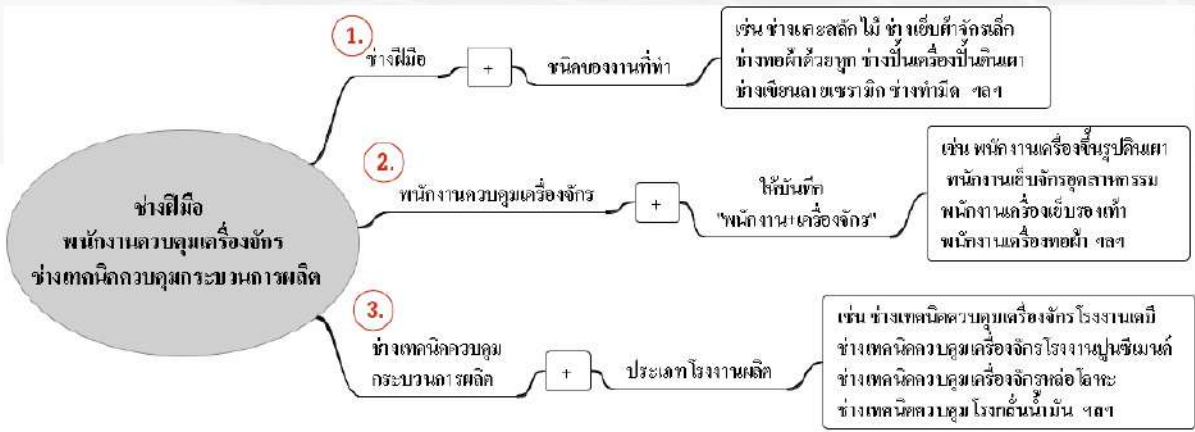 ช่างฝีมือ
พนักงานควบคุมเครื่องจักร
ช่างเทคนิคควบคุมกระบวนการผลิต
1.
ช่างฝีมือ
+
ชนิดของงานที่ทำ
เช่น ช่างแกะสลักไม้ ช่างเย็บผ้าจักรเล็ก
ช่างทอผ้าด้วยหูก ช่างปั้นเครื่องปั้นดินเผา
ช่างเขียนลายเซรามิก ช่างทำมีด ฯลฯ
2.
พนักงานควบคุมเครื่องจักร
+
ให้บันทึก
"พนักงาน+เครื่องจักร"
เช่น พนักงานเครื่องขึ้นรูปดินเผา
พนักงานเย็บจักรอุตสาหกรรม
พนักงานเครื่องเย็บรองเท้า
พนักงานเครื่องทอผ้า ฯลฯ
3.
ช่างเทคนิคควบคุม
กระบวนการผลิต
+
ประเภทโรงงานผลิต
เช่น ช่างเทคนิคควบคุมเครื่องจักรโรงงานเคมี
ช่างเทคนิคควบคุมเครื่องจักรโรงงานปูนซีเมนต์
ช่างเทคนิคควบคุมเครื่องจักรหล่อโลหะ
ช่างเทคนิคควบคุมโรงกลั่นน้ำมัน ฯลฯ